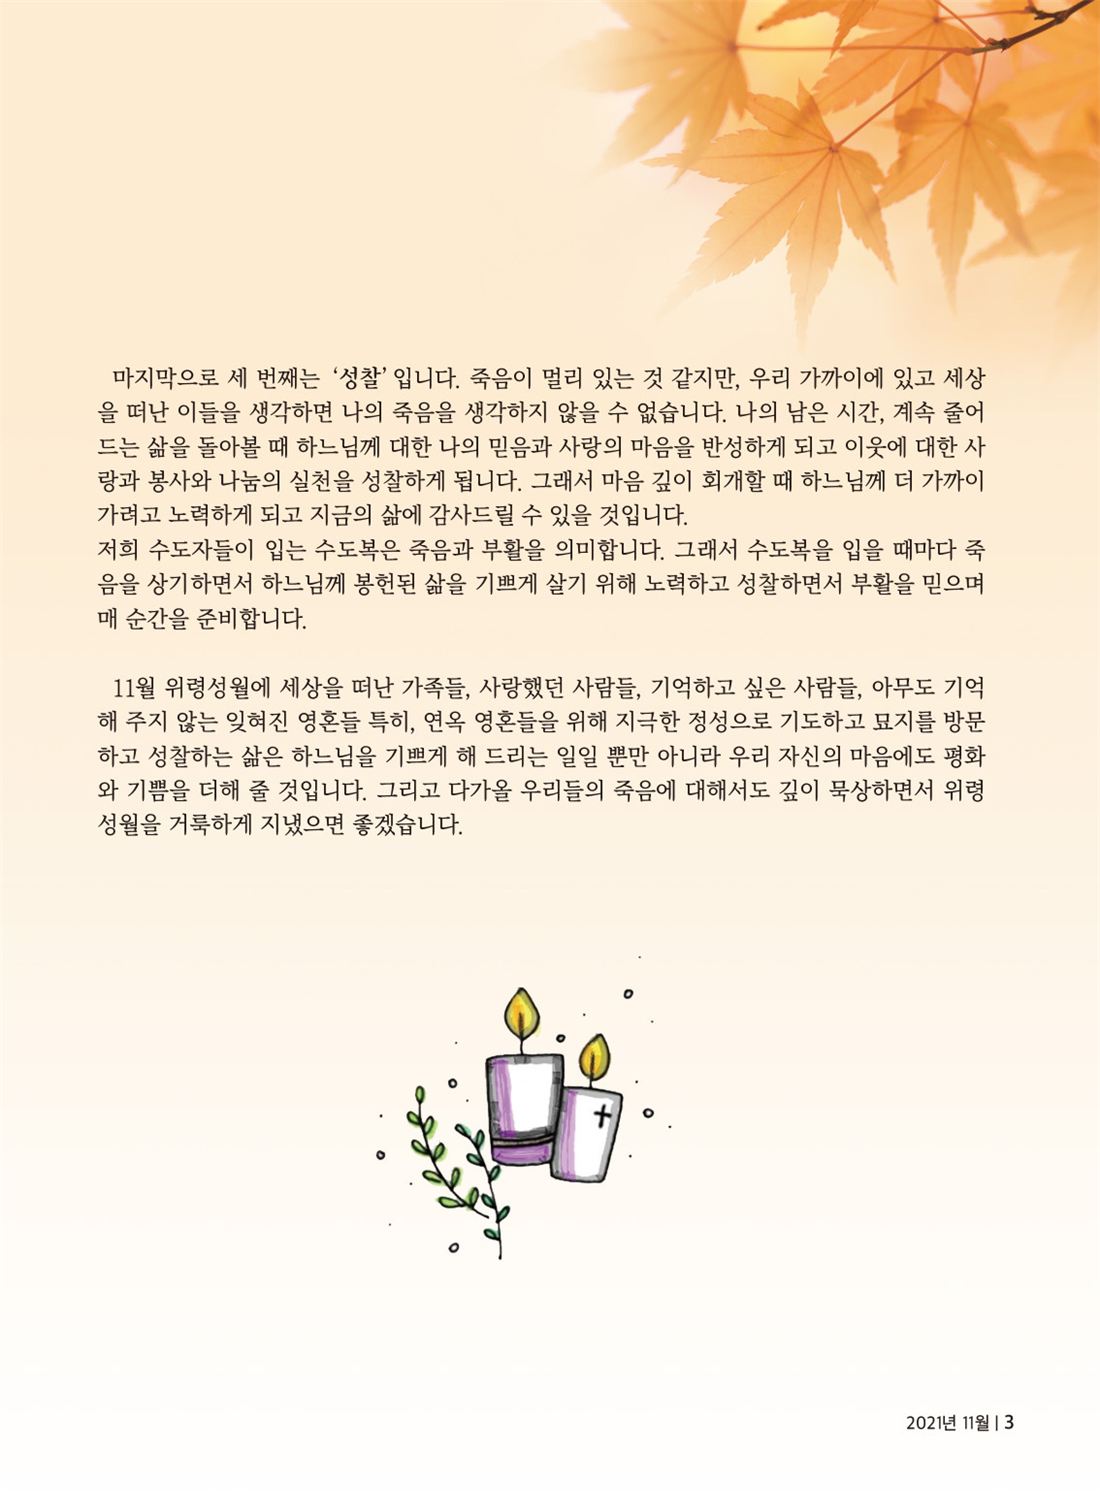 마지막으로 세 번째는 ‘성찰’ 입니다. 죽음이 멀리 있는 것 같지만, 우리 가까이에 있고 세상
을 떠난 이들을 생각하면 나의 죽음을 생각하지 않을 수 없습니다. 나의 남은 시간, 계속 줄어
드는 삶을 돌아볼 때 하느님께 대한 나의 믿음과 사랑의 마음을 반성하게 되고 이웃에 대한 사
랑과 봉사와 나눔의 실천을 성찰하게 됩니다. 그래서 마음 깊이 회개할 때 하느님께 더 가까이
가려고 노력하게 되고 지금의 삶에 감사드릴 수 있을 것입니다.
저희 수도자들이 입는 수도복은 죽음과 부활을 의미합니다. 그래서 수도복을 입을 때마다 죽
음을 상기하면서 하느님께 봉헌된 삶을 기쁘게 살기 위해 노력하고 성찰하면서 부활을 믿으며
매 순간을 준비합니다.
11월 위령성월에 세상을 떠난 가족들, 사랑했던 사람들, 기억하고 싶은 사람들, 아무도 기억
해 주지 않는 잊혀진 영혼들 특히, 연옥 영혼들을 위해 지극한 정성으로 기도하고 묘지를 방문
하고 성찰하는 삶은 하느님을 기쁘게 해 드리는 일일 뿐만 아니라 우리 자신의 마음에도 평화
와 기쁨을 더해 줄 것입니다. 그리고 다가올 우리들의 죽음에 대해서도 깊이 묵상하면서 위령
성월을 거룩하게 지냈으면 좋겠습니다.
2021년 11월 | 3